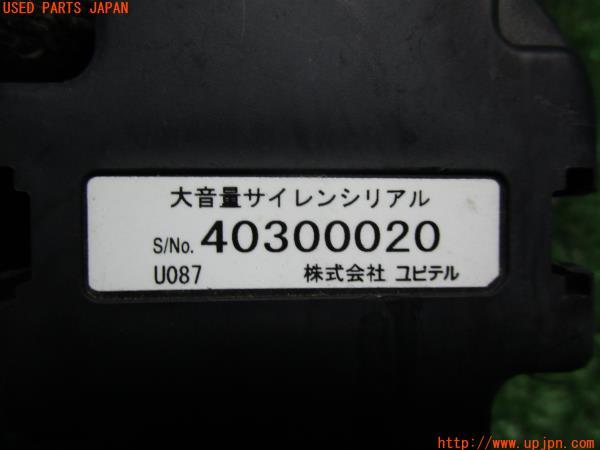 USED PARTS JAPAN
大音量サイレンシリアル
S/No. 40300020
U087 株式会社 ユピテル
http://www.upjpn.com/